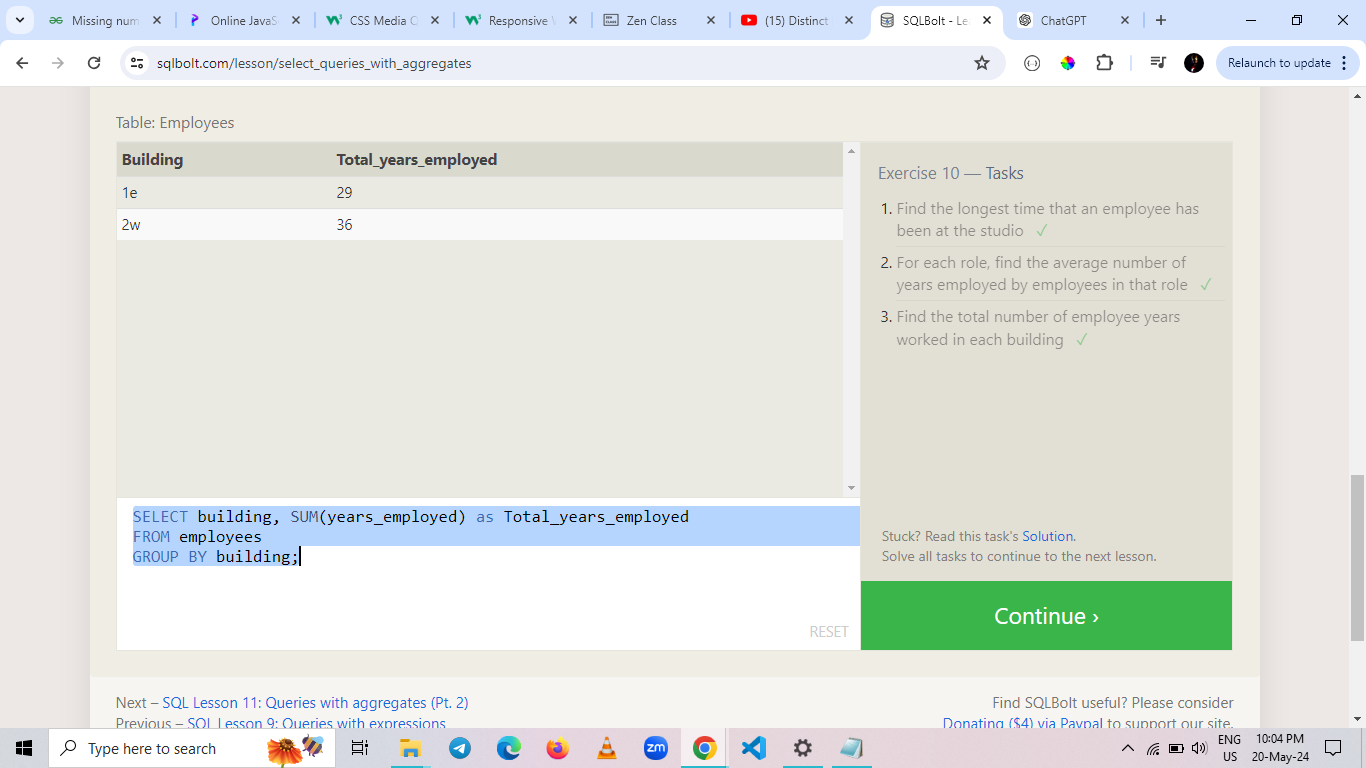 Missing num
Online JavaS
CSS Media C
Responsive V
Zen Class
(15) Distinct
SQLBolt - Le
ChatGPT
sqlbolt.com/lesson/select_queries_with_aggregates
Relaunch to update
Table: Employees
Building Total_years_employed
1e 29
2w 36
Exercise 10 — Tasks
1. Find the longest time that an employee has
been at the studio ✓
2. For each role, find the average number of
years employed by employees in that role ✓
3. Find the total number of employee years
worked in each building ✓
SELECT building, SUM(years_employed) as Total_years_employed
FROM employees
GROUP BY building;
RESET
Stuck? Read this task's Solution.
Solve all tasks to continue to the next lesson.
Continue ›
Next – SQL Lesson 11: Queries with aggregates (Pt. 2)
Previous – SQL Lesson 9: Queries with expressions
Find SQLBolt useful? Please consider
Donating ($4) via Paypal to support our site.
Type here to search
zm
ENG
US
10:04 PM
20-May-24